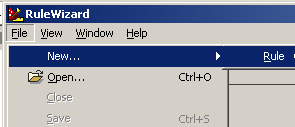 RuleWizard
File View Window Help
New... Rule
Open... Ctrl+O
Close
Save Ctrl+S